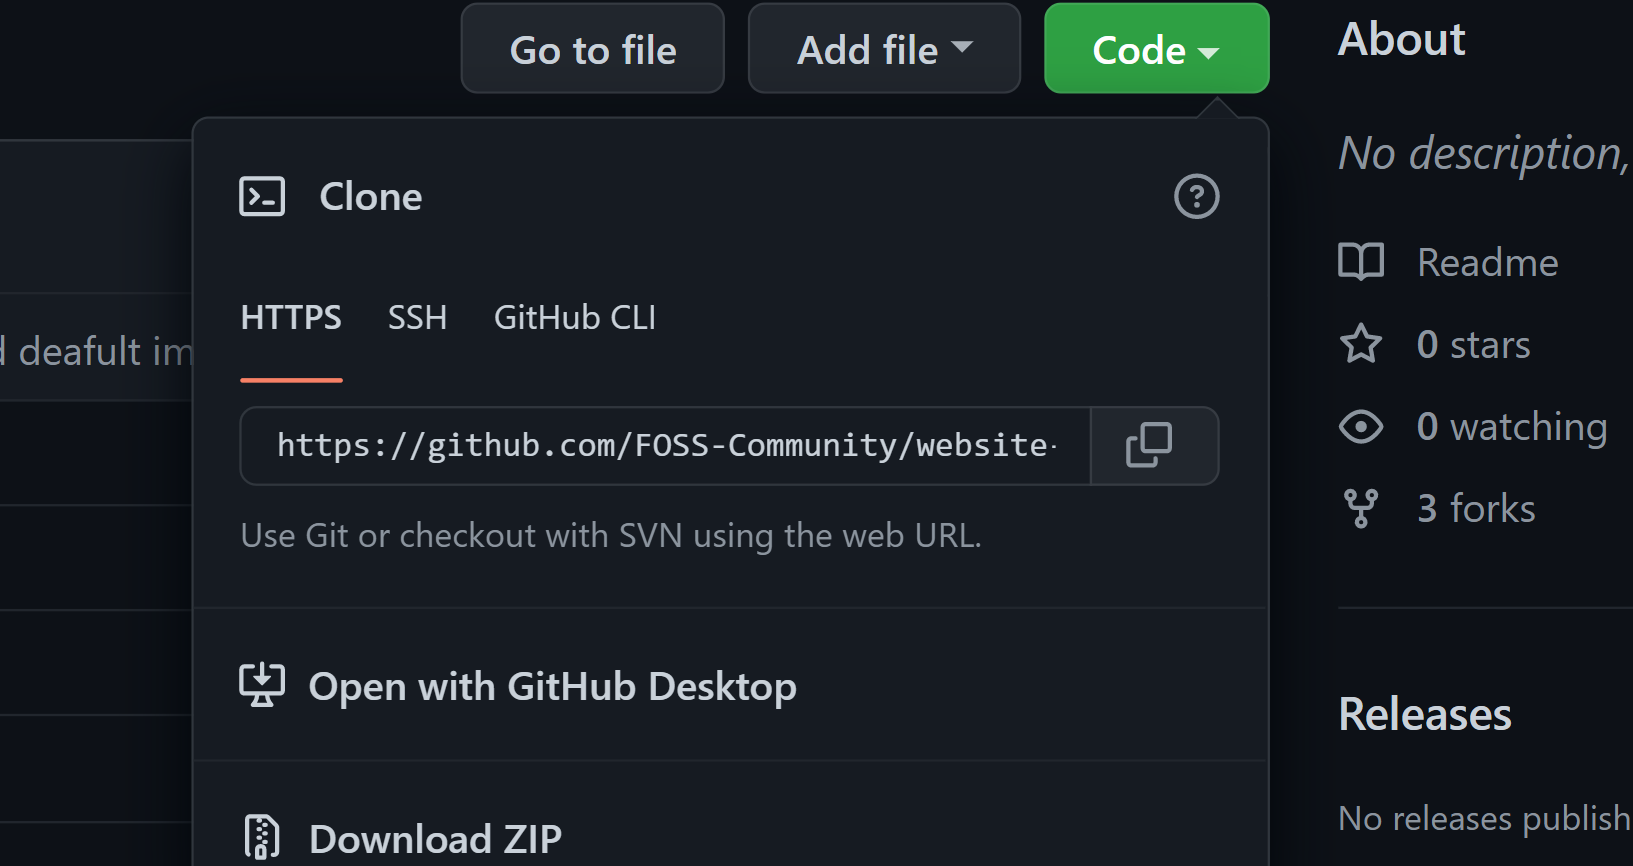 Go to file
Add file
Code
About
Clone
No description,
HTTPS
SSH
GitHub CLI
Readme
deafult im
0 stars
https://github.com/FOSS-Community/website-
0 watching
Use Git or checkout with SVN using the web URL.
3 forks
Open with GitHub Desktop
Releases
Download ZIP
No releases publish